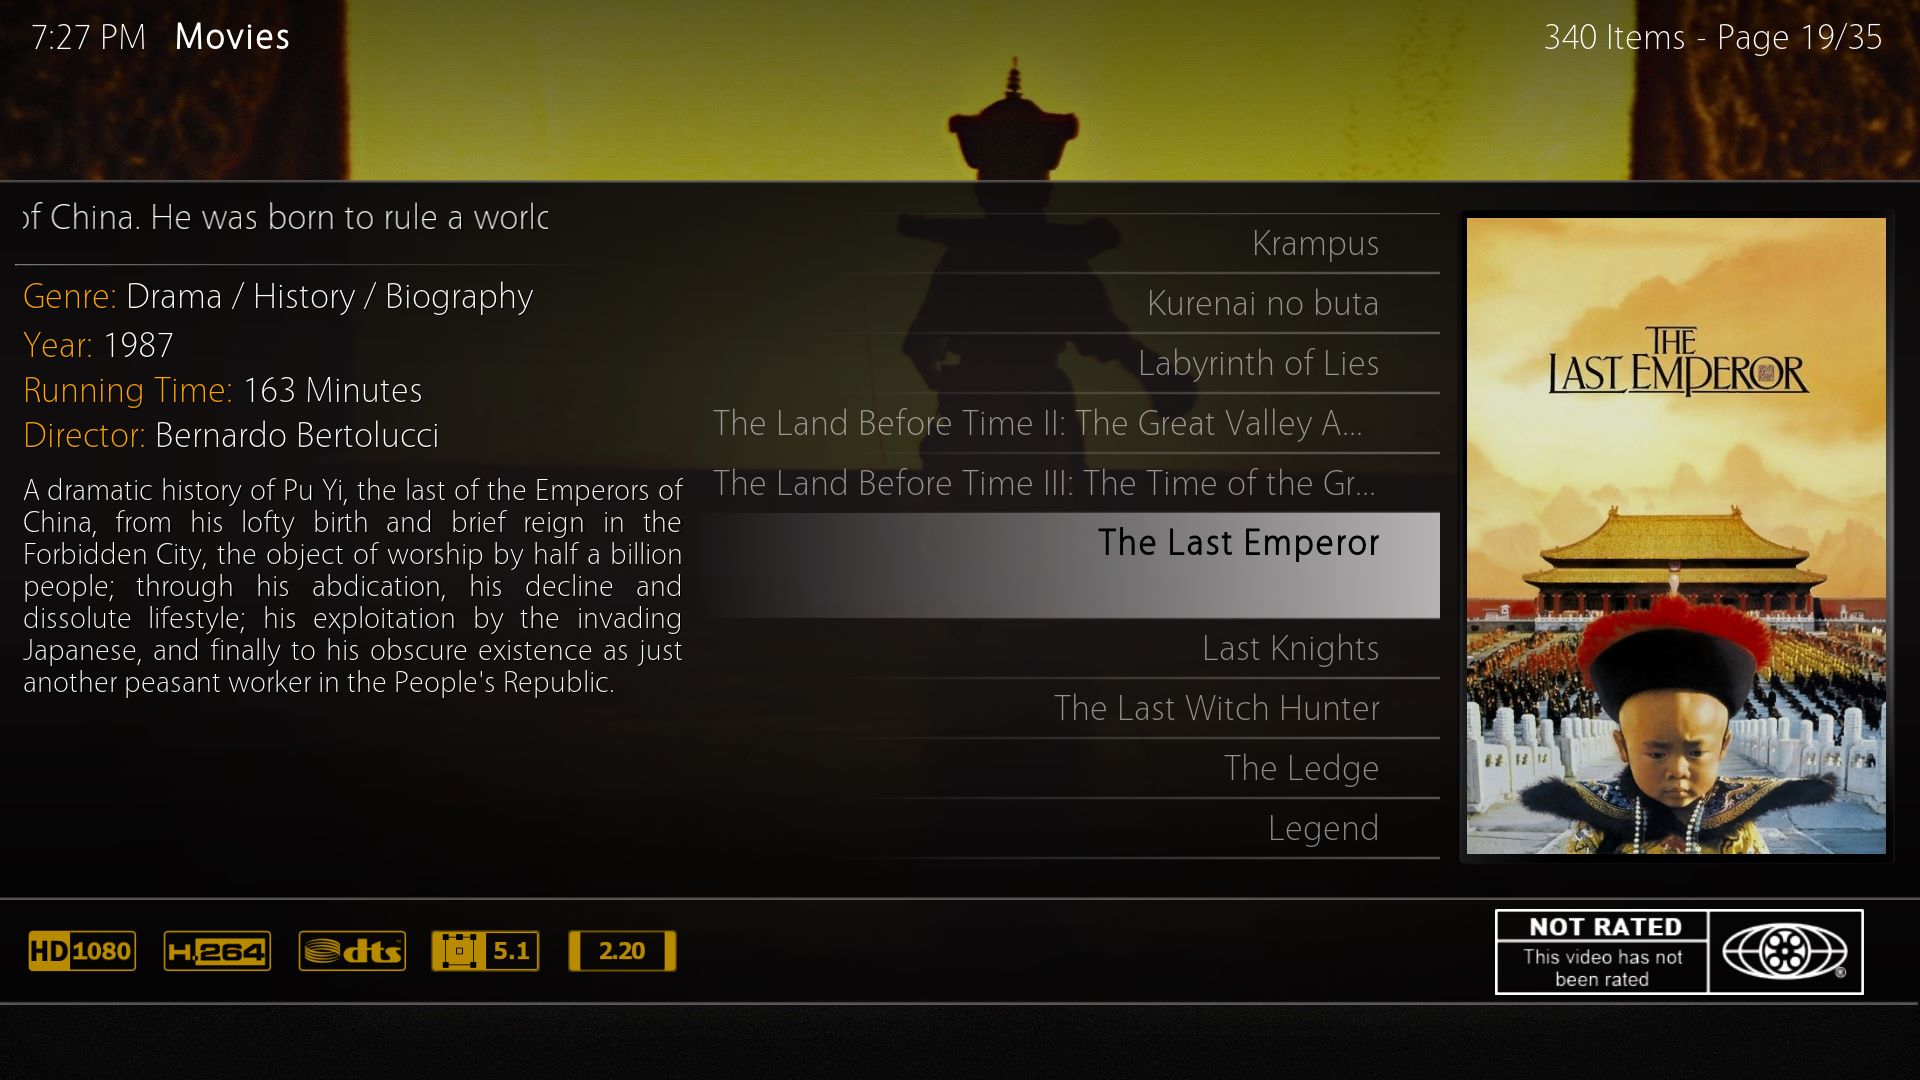 7:27 PM Movies
340 Items - Page 19/35
of China. He was born to rule a world
Genre: Drama / History / Biography
Year: 1987
Running Time: 163 Minutes
Director: Bernardo Bertolucci
A dramatic history of Pu Yi, the last of the Emperors of
China, from his lofty birth and brief reign in the
Forbidden City, the object of worship by half a billion
people; through his abdication, his decline and
dissolute lifestyle; his exploitation by the invading
Japanese, and finally to his obscure existence as just
another peasant worker in the People's Republic.
Krampus
Kurenai no buta
Labyrinth of Lies
The Land Before Time II: The Great Valley A...
The Land Before Time III: The Time of the Gr...
The Last Emperor
Last Knights
The Last Witch Hunter
The Ledge
Legend
THE
LAST EMPEROR
HD 1080
H.264
dts
5.1
2.20
NOT RATED
This video has not
been rated
®